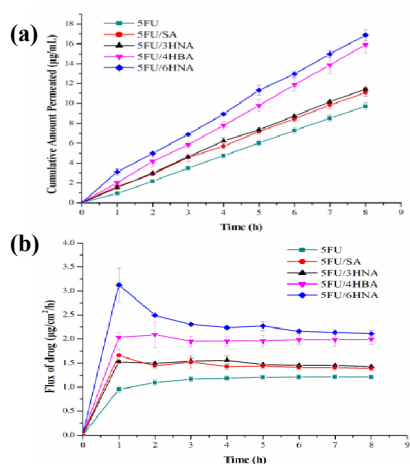 (a)
5FU
5FU/SA
5FU/3HNA
5FU/4HBA
5FU/6HNA
Cumulative Amount Permeated (µg/mL)
18
16
14
12
10
8
6
4
2
0
0 1 2 3 4 5 6 7 8 9
Time (h)
(b)
5FU
5FU/SA
5FU/3HNA
5FU/4HBA
5FU/6HNA
Flux of drug (µg/cm²/h)
4.0
3.5
3.0
2.5
2.0
1.5
1.0
0.5
0.0
0 1 2 3 4 5 6 7 8 9
Time (h)